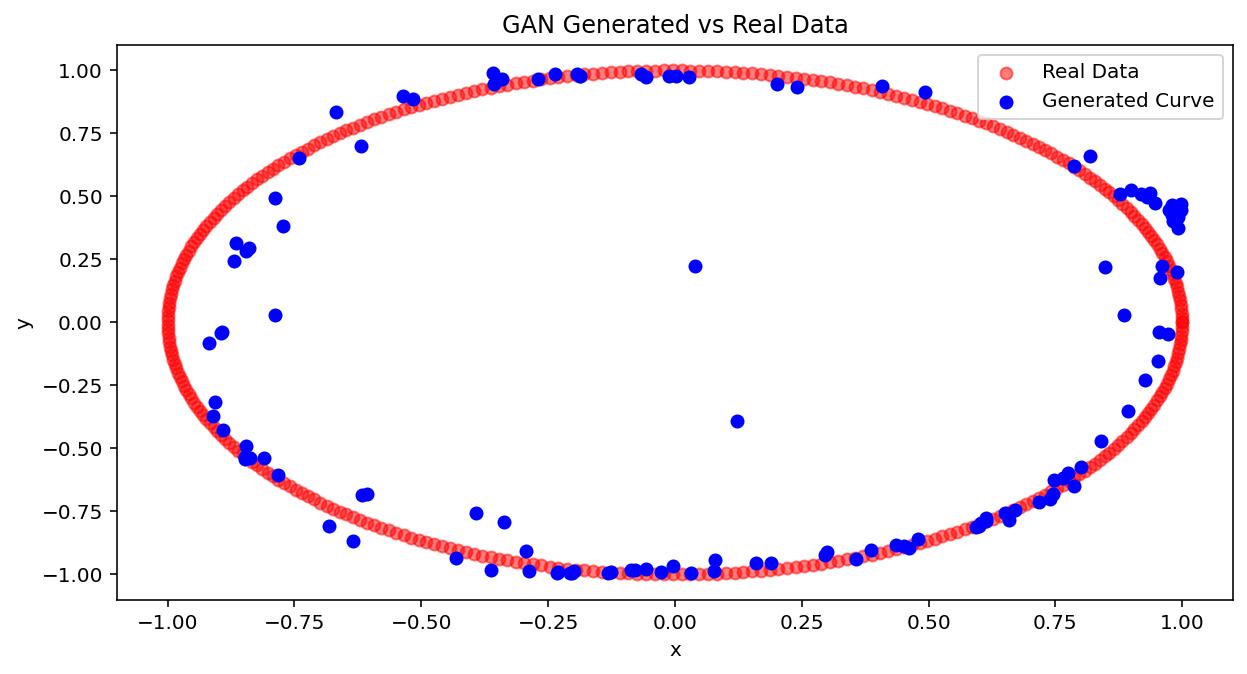 GAN Generated vs Real Data
Real Data
Generated Curve
1.00
0.75
0.50
0.25
0.00
−0.25
−0.50
−0.75
−1.00
y
−1.00 −0.75 −0.50 −0.25 0.00 0.25 0.50 0.75 1.00
x